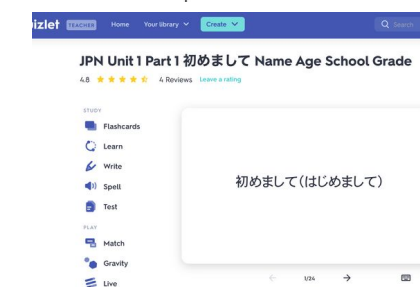 izlet TEACHER Home Your library Create Search
JPN Unit 1 Part 1 初めまして Name Age School Grade
4.8 4 Reviews Leave a rating
STUDY
Flashcards
Learn
Write
Spell
Test
初めまして(はじめまして)
PLAY
Match
Gravity
Live
1/24